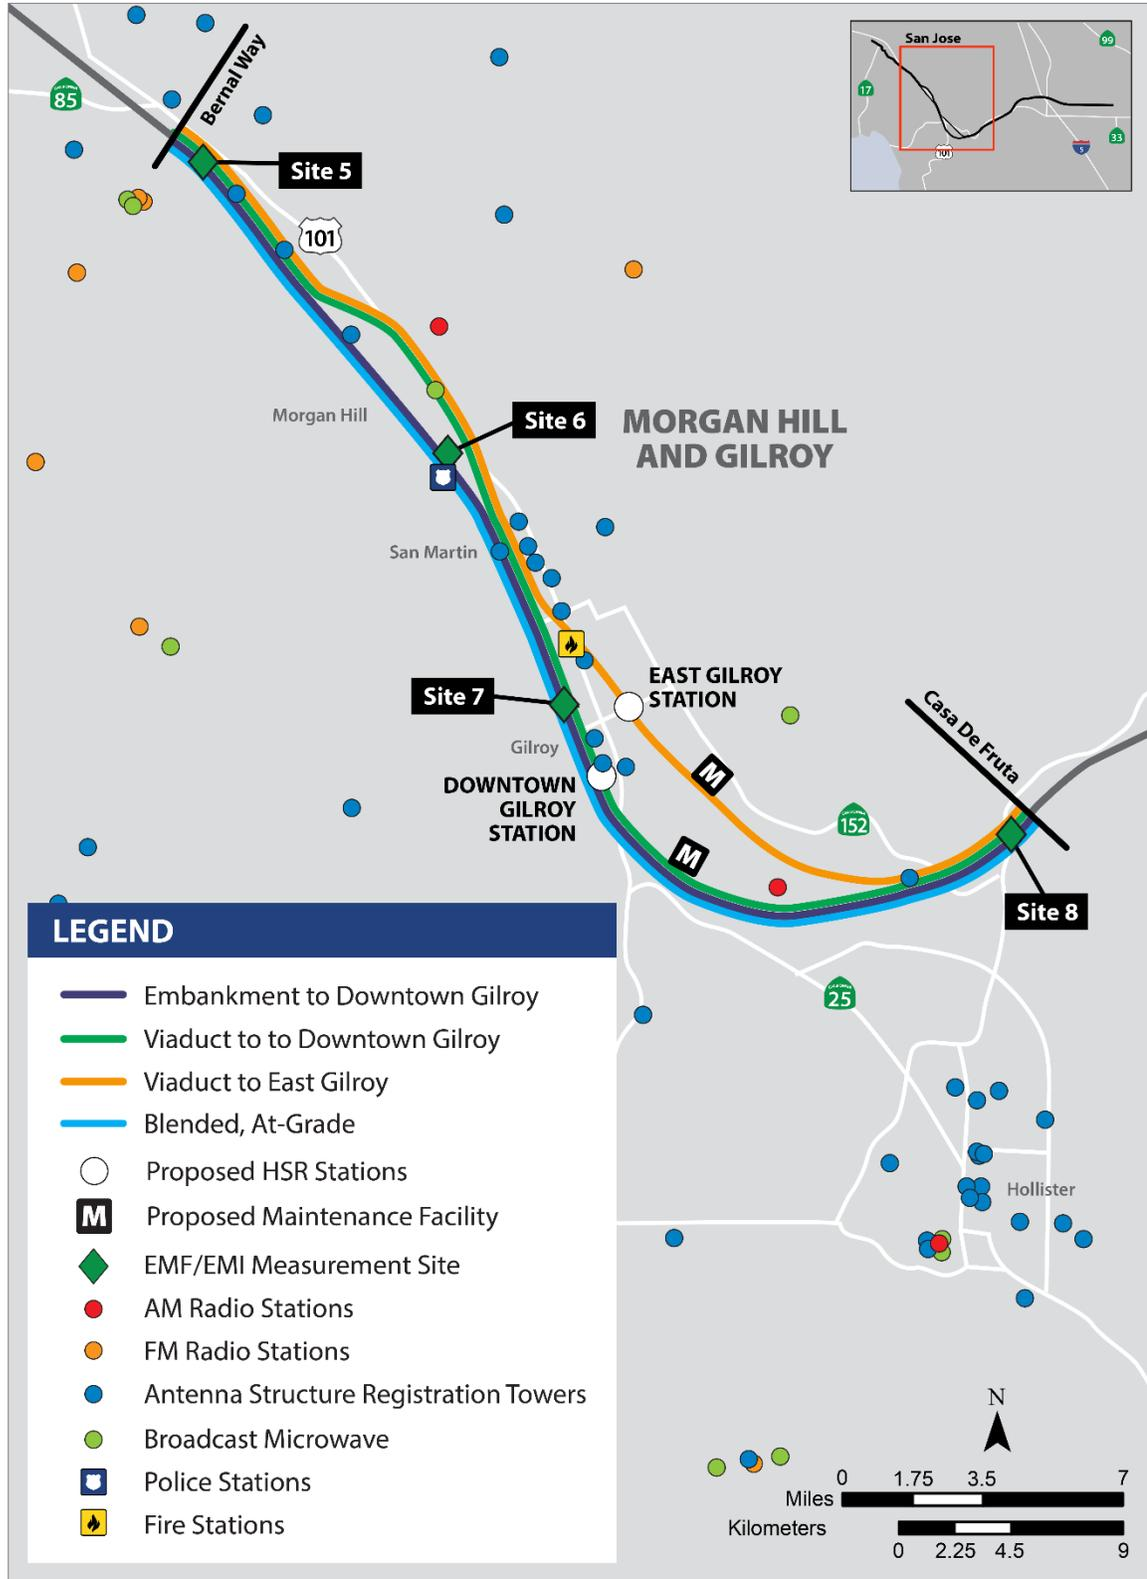 San Jose
99
17
33
101
5
85
Bernal Way
Site 5
101
Morgan Hill
Site 6
MORGAN HILL
AND GILROY
San Martin
EAST GILROY
STATION
Site 7
Gilroy
DOWNTOWN
GILROY
STATION
M
M
Casa De Fruta
152
Site 8
25
Hollister
LEGEND
Embankment to Downtown Gilroy
Viaduct to to Downtown Gilroy
Viaduct to East Gilroy
Blended, At-Grade
Proposed HSR Stations
M Proposed Maintenance Facility
EMF/EMI Measurement Site
AM Radio Stations
FM Radio Stations
Antenna Structure Registration Towers
Broadcast Microwave
Police Stations
Fire Stations
N
0 1.75 3.5 7
Miles
Kilometers
0 2.25 4.5 9